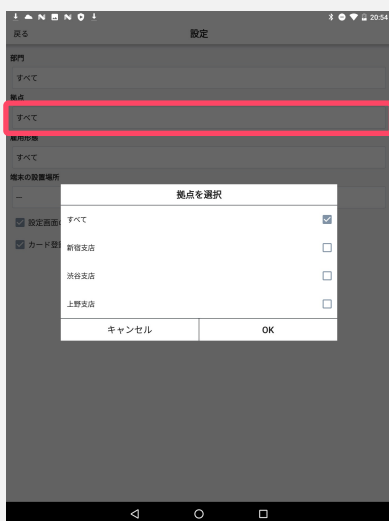 20:54
戻る
設定
部門
すべて
拠点
すべて
雇用形態
すべて
端末の設置場所
拠点を選択
すべて
新宿支店
渋谷支店
上野支店
キャンセル
OK
設定画面
カード登